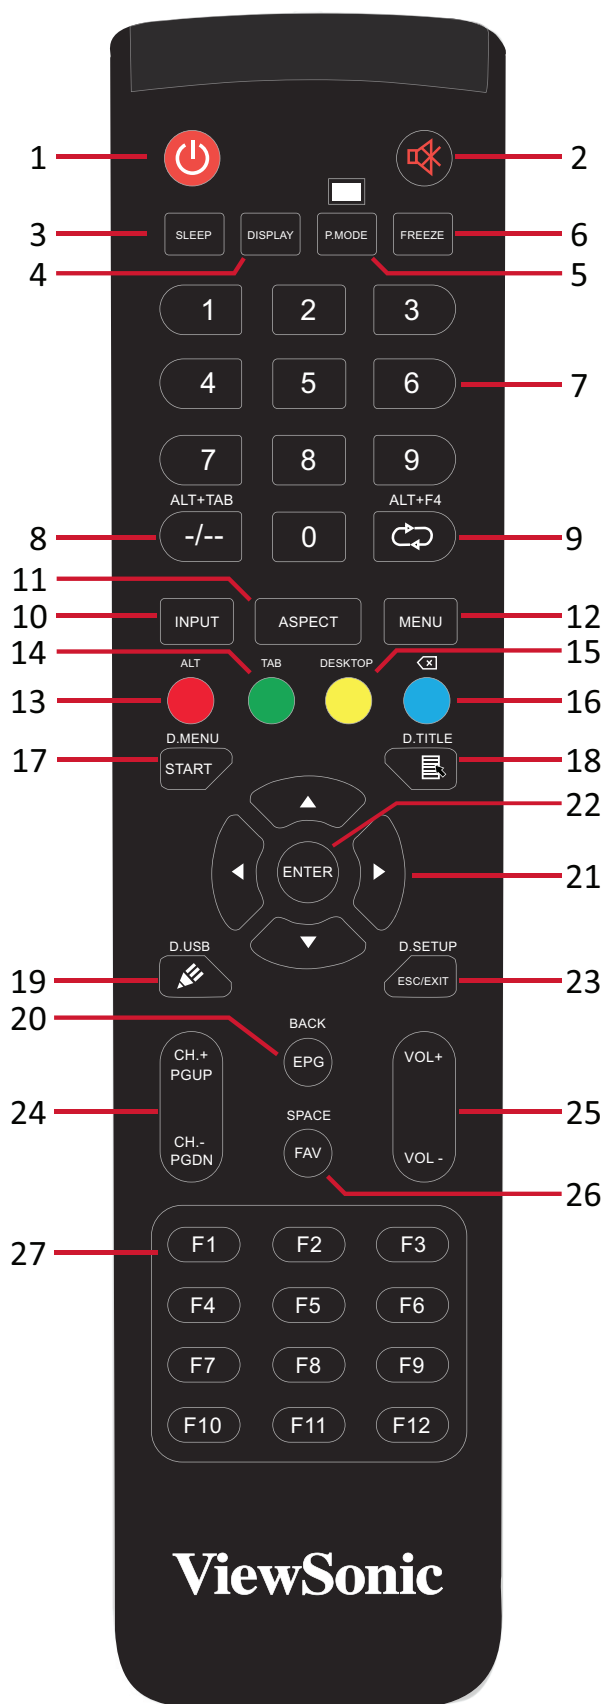 1 2
3 SLEEP DISPLAY P.MODE FREEZE 6
4 5
1 2 3
4 5 6 7
7 8 9
ALT+TAB ALT+F4
8 -/-- 0 9
11
10 INPUT ASPECT MENU 12
14 ALT TAB DESKTOP 15
13 16
D.MENU D.TITLE
17 START 18
22
ENTER 21
D.USB D.SETUP
19 ESC/EXIT 23
20 BACK
CH.+ EPG VOL+
PGUP
24 SPACE 25
CH.- FAV VOL -
PGDN
26
27 F1 F2 F3
F4 F5 F6
F7 F8 F9
F10 F11 F12
ViewSonic